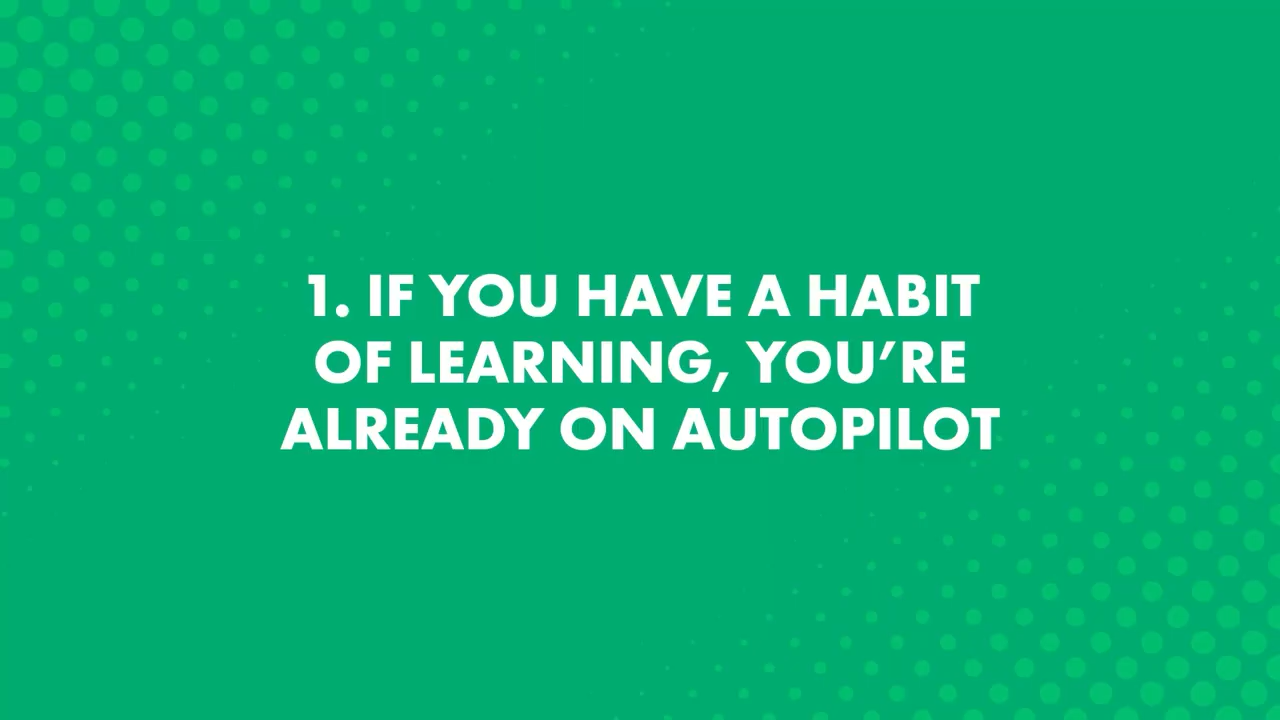 1. IF YOU HAVE A HABIT
OF LEARNING, YOU’RE
ALREADY ON AUTOPILOT